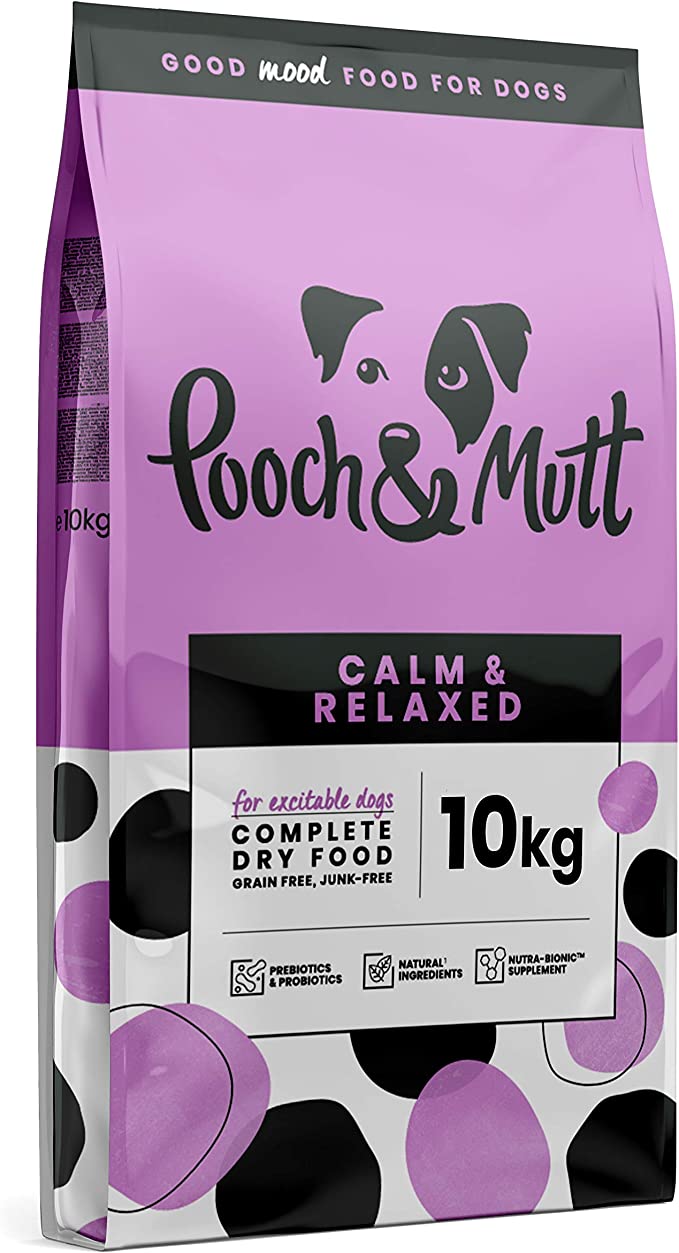 GOOD mood FOOD FOR DOGS
Pooch & Mutt
CALM &
RELAXED
for excitable dogs
COMPLETE
DRY FOOD
GRAIN FREE, JUNK-FREE
10kg
PREBIOTICS
& PROBIOTICS
NATURAL¹
INGREDIENTS
NUTRA-BIONIC™
SUPPLEMENT
e10kg